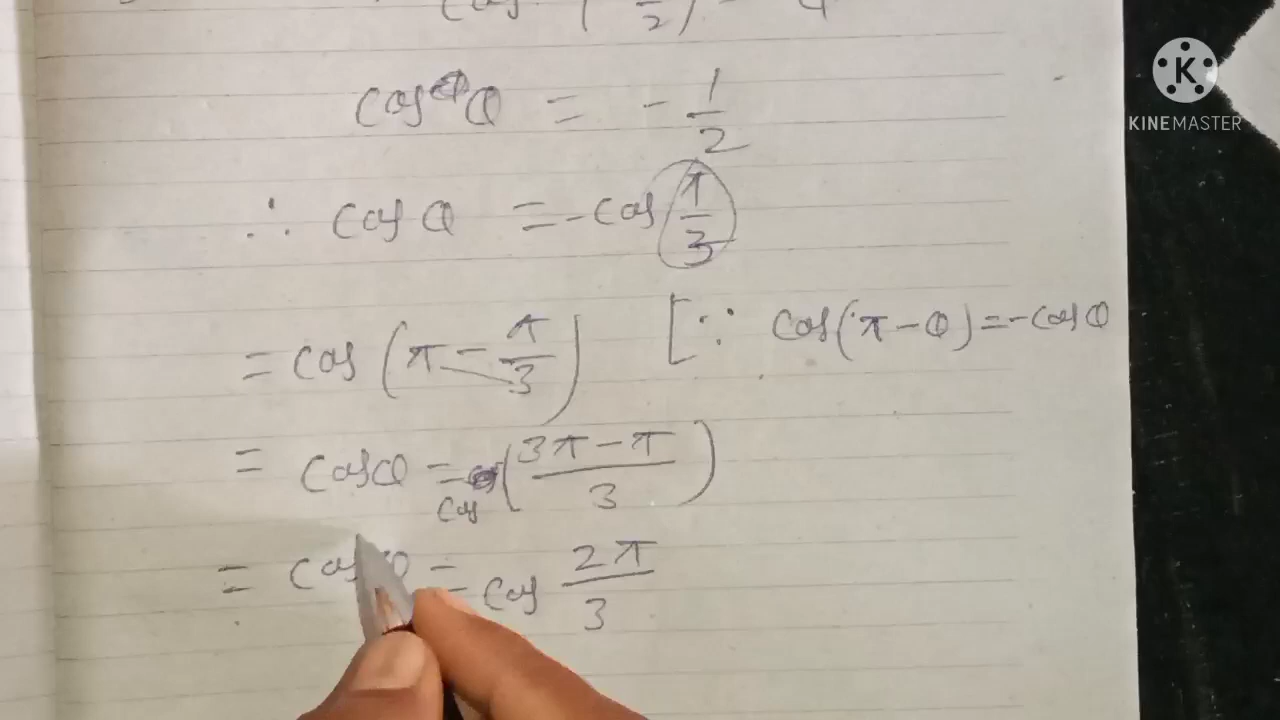 cos θ = - 1/2
∴ cos θ = - cos π/3
= cos (π - π/3) [∵ cos(π - θ) = - cos θ
= cos θ = cos (3π - π / 3)
= cos θ = cos 2π/3
K
KINEMASTER